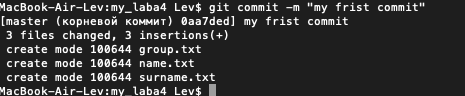 MacBook-Air-Lev:my_laba4 Lev$ git commit -m "my frist commit"
[master (корневой коммит) 0aa7ded] my frist commit
 3 files changed, 3 insertions(+)
 create mode 100644 group.txt
 create mode 100644 name.txt
 create mode 100644 surname.txt
MacBook-Air-Lev:my_laba4 Lev$